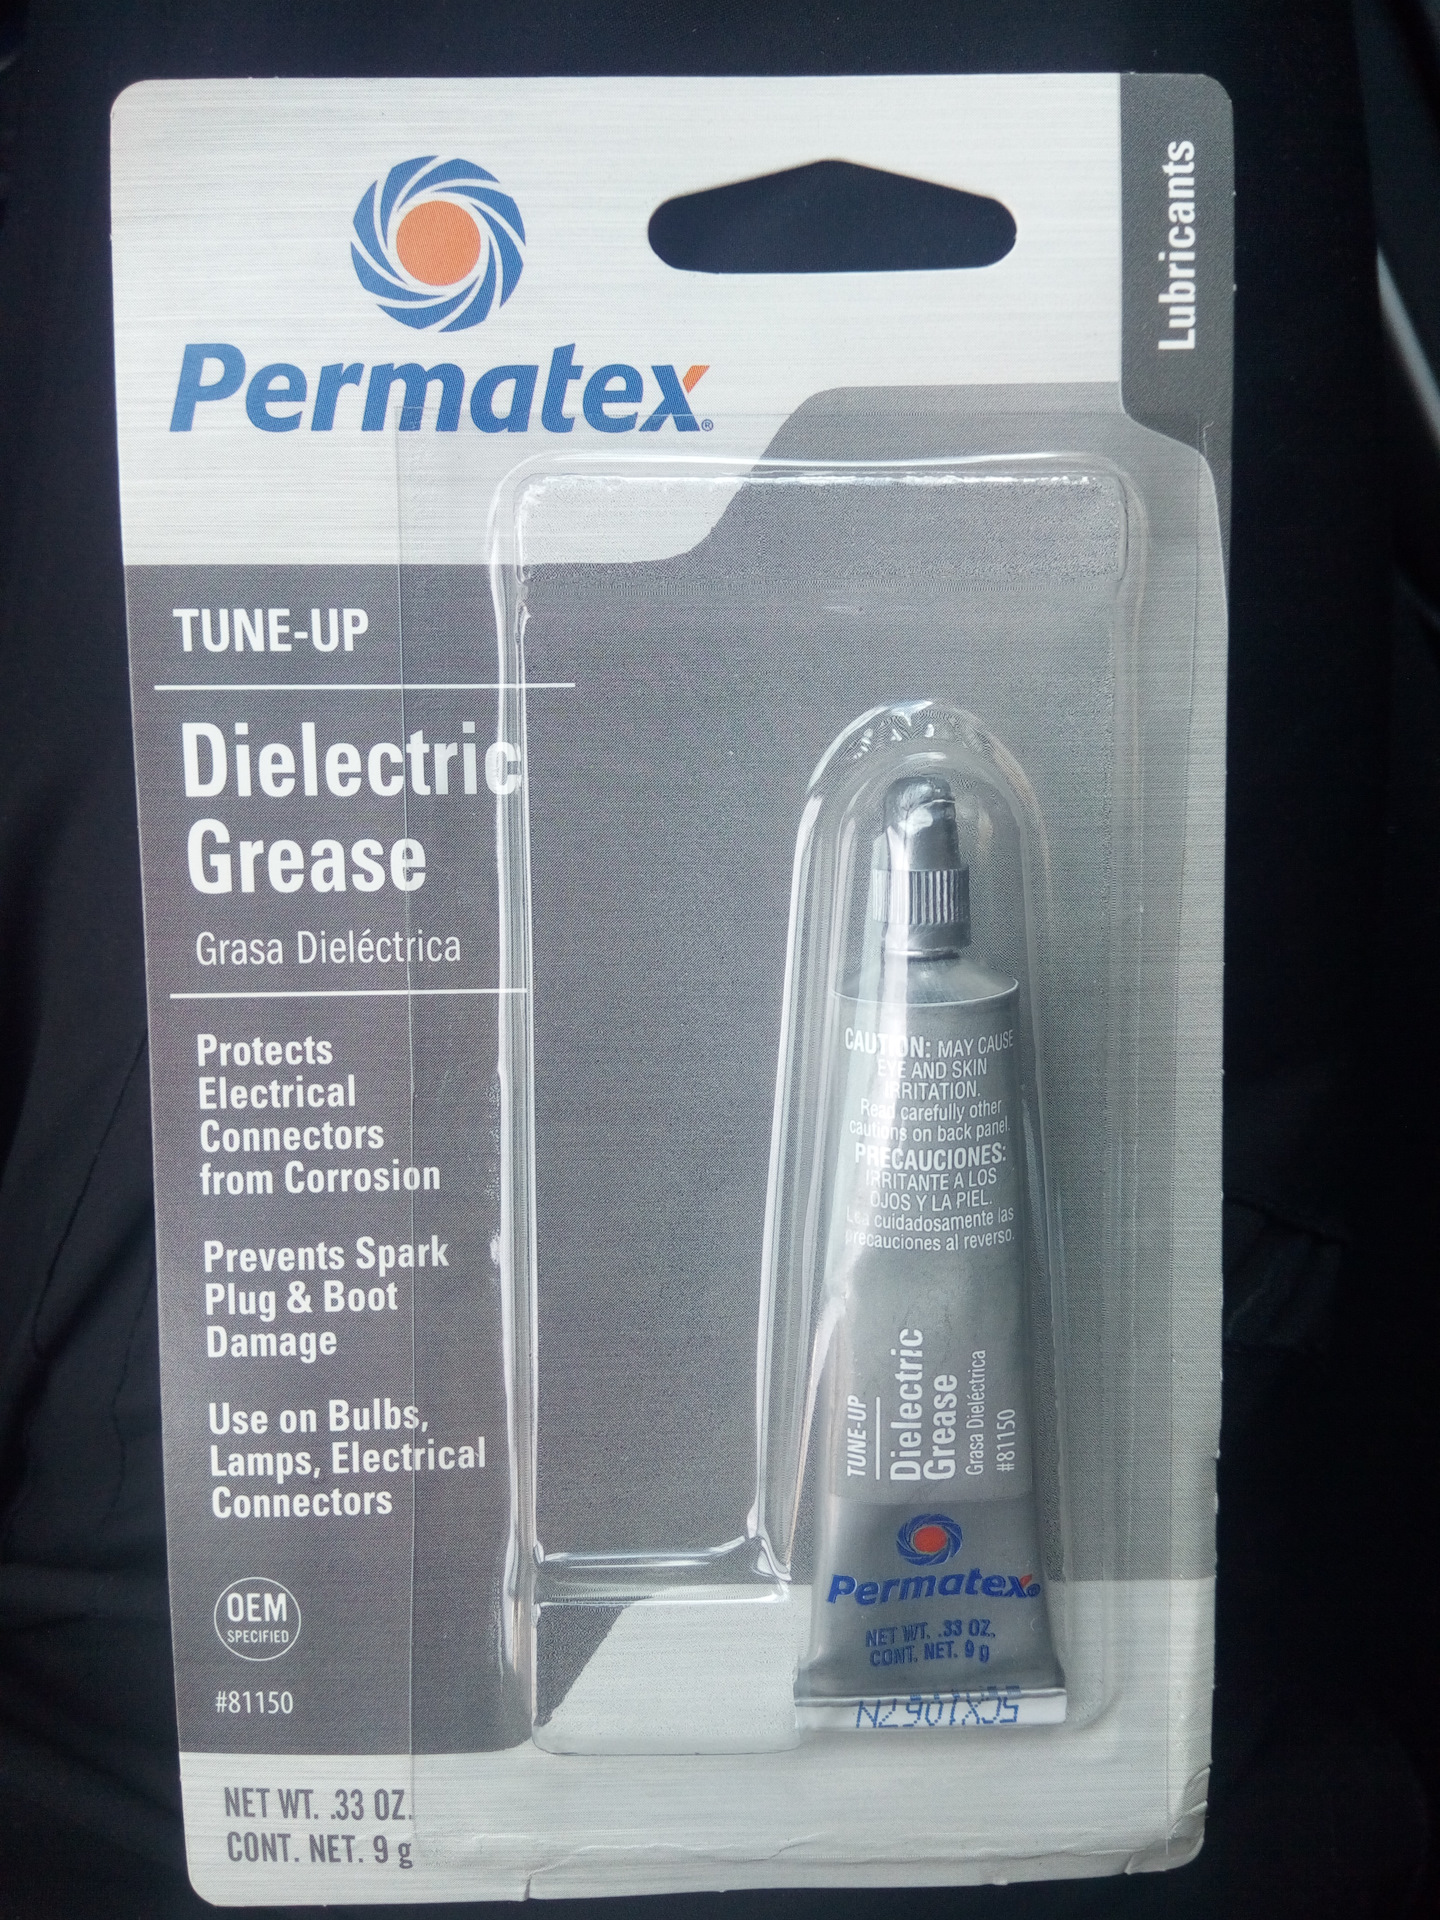 Lubricants
Permatex®
TUNE-UP
Dielectric
Grease
Grasa Dieléctrica
Protects
Electrical
Connectors
from Corrosion
Prevents Spark
Plug & Boot
Damage
Use on Bulbs,
Lamps, Electrical
Connectors
OEM
SPECIFIED
#81150
NET WT. .33 OZ.
CONT. NET. 9 g
CAUTION: MAY CAUSE
EYE AND SKIN
IRRITATION.
Read carefully other
cautions on back panel.
PRECAUCIONES:
IRRITANTE A LOS
OJOS Y LA PIEL.
Lea cuidadosamente las
precauciones al reverso.
TUNE-UP
Dielectric
Grease
Grasa Dieléctrica
#81150
Permatex®
NET WT. .33 OZ.
CONT. NET. 9 g